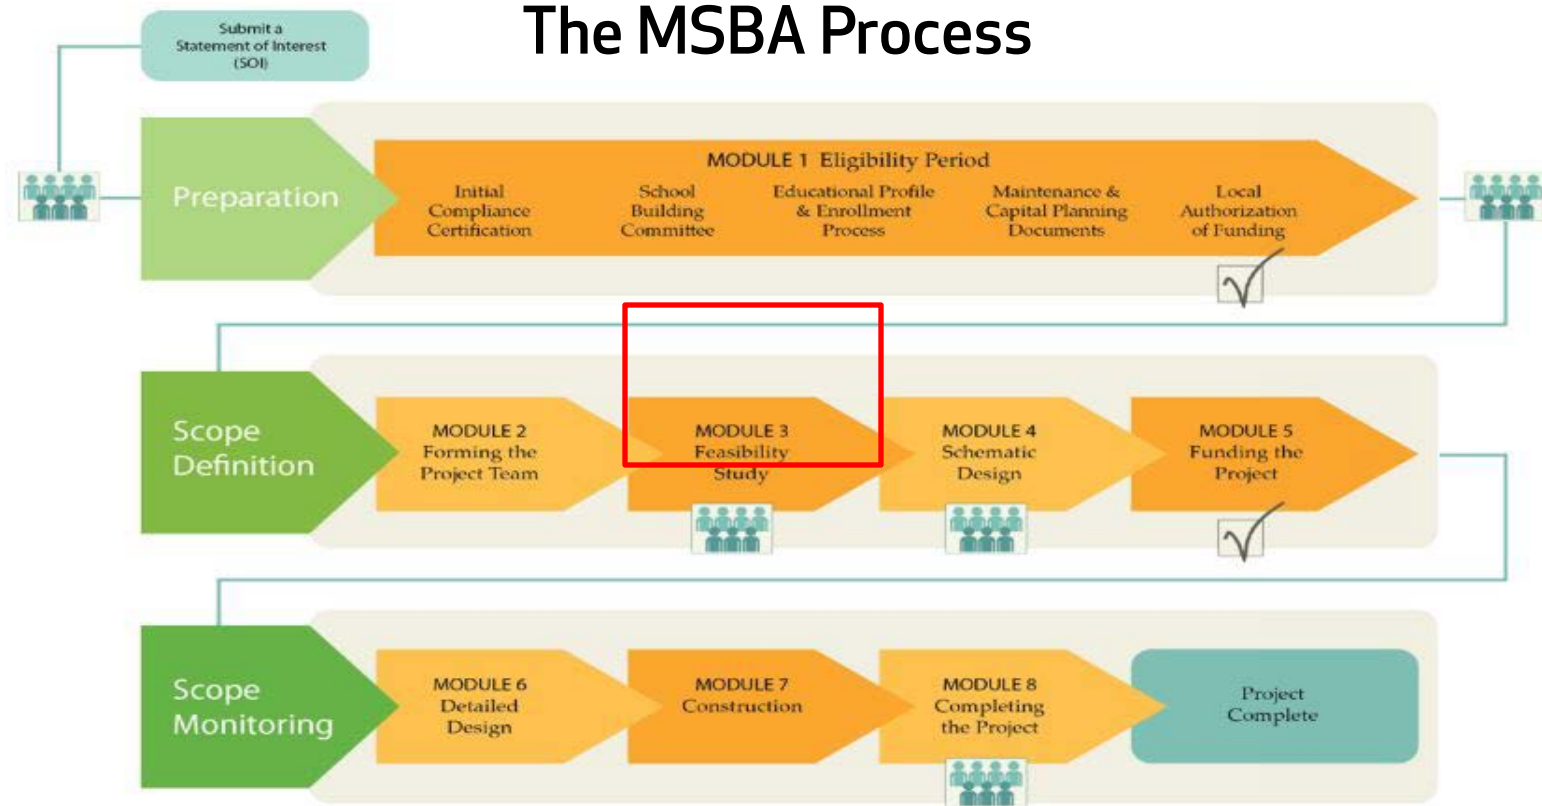 The MSBA Process
Submit a
Statement of Interest
(SOI)
Preparation
MODULE 1 Eligibility Period
Initial
Compliance
Certification
School
Building
Committee
Educational Profile
& Enrollment
Process
Maintenance &
Capital Planning
Documents
Local
Authorization
of Funding
Scope
Definition
MODULE 2
Forming the
Project Team
MODULE 3
Feasibility
Study
MODULE 4
Schematic
Design
MODULE 5
Funding the
Project
Scope
Monitoring
MODULE 6
Detailed
Design
MODULE 7
Construction
MODULE 8
Completing
the Project
Project
Complete